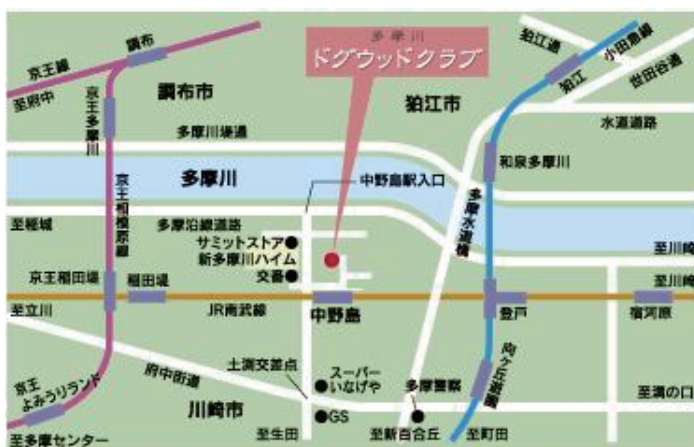 多摩川
ドグウッドクラブ
調布
京王線
至府中
狛江通
小田急線
世田谷通
狛江
京王多摩川
調布市
狛江市
水道道路
多摩川堤通
和泉多摩川
多摩川
中野島駅入口
京王相模原線
多摩水道橋
至稲城
多摩沿線道路
サミットストア
新多摩川ハイム
交番
至川崎
京王稲田堤
稲田堤
至川崎
至立川
JR南武線
中野島
登戸
宿河原
府中街道
土渕交差点
スーパー
いなげや
多摩警察
向ヶ丘遊園
京王
よみうりランド
川崎市
GS
至溝の口
至多摩センター
至生田
至新百合丘
至町田